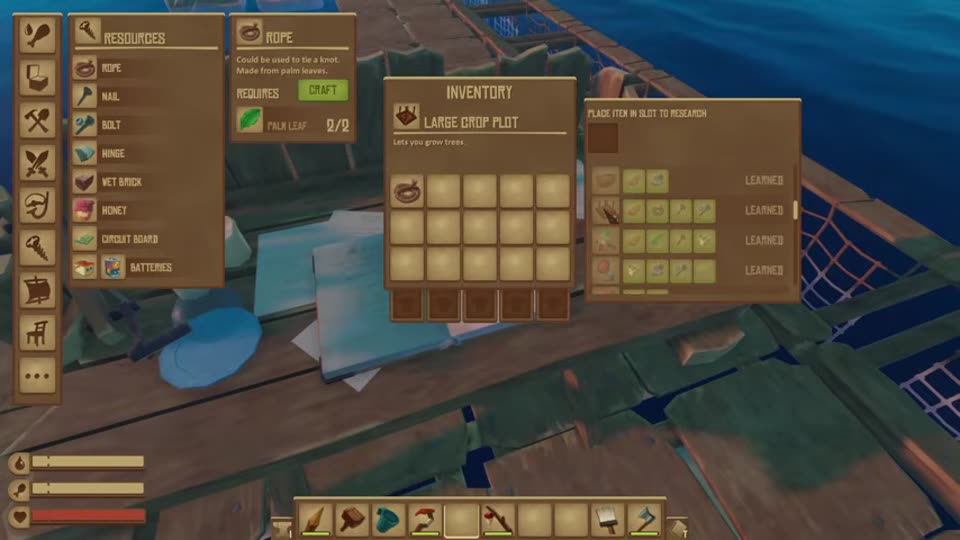 RESOURCES
ROPE
NAIL
BOLT
HINGE
WET BRICK
HONEY
CIRCUIT BOARD
BATTERIES
ROPE
Could be used to tie a knot.
Made from palm leaves.
REQUIRES
CRAFT
PALM LEAF 2/2
INVENTORY
LARGE CROP PLOT
Lets you grow trees.
PLACE ITEM IN SLOT TO RESEARCH
LEARNED
LEARNED
LEARNED
LEARNED